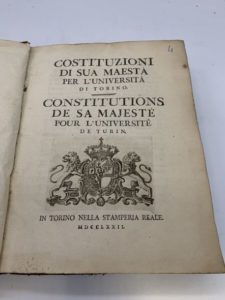 COSTITUZIONI
DI SUA MAESTA
PER L'UNIVERSITÀ
DI TORINO.
CONSTITUTIONS
DE SA MAJESTÉ
POUR L'UNIVERSITÉ
DE TURIN.
IN TORINO NELLA STAMPERIA REALE.
MDCCLXXII.